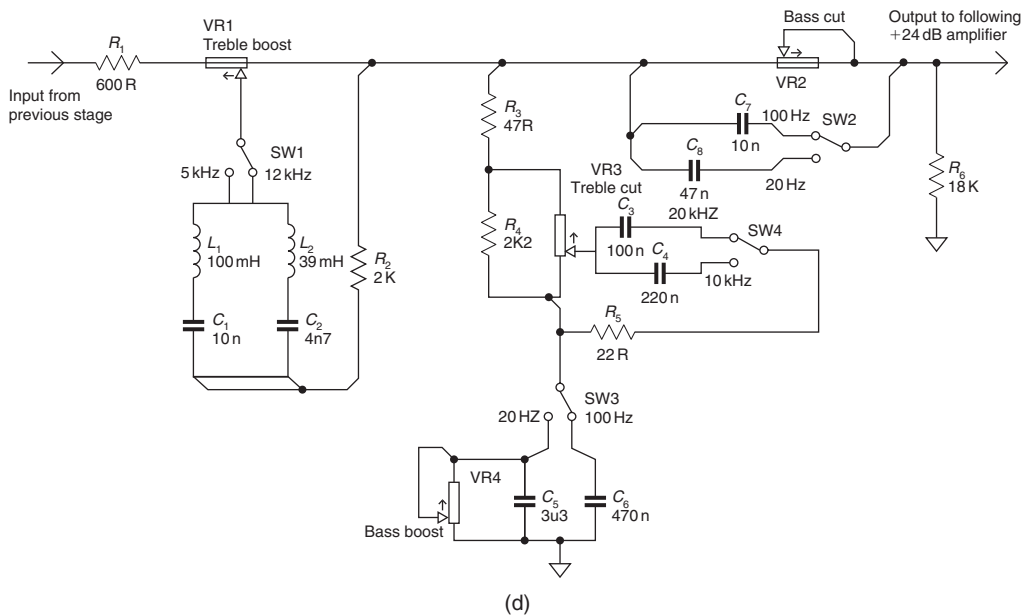 VR1
Treble boost
R1
600 R
Input from
previous stage
Bass cut
VR2
Output to following
+24 dB amplifier
SW1
5 kHz
12 kHz
L1
100 mH
L2
39 mH
C1
10 n
C2
4n7
R2
2 K
R3
47R
R4
2K2
VR3
Treble cut
C7
10 n
100 Hz
SW2
C8
47 n
20 Hz
R6
18 K
C3
100 n
20 kHZ
SW4
C4
220 n
10 kHz
R5
22 R
SW3
20 HZ
100 Hz
VR4
Bass boost
C5
3u3
C6
470 n
(d)